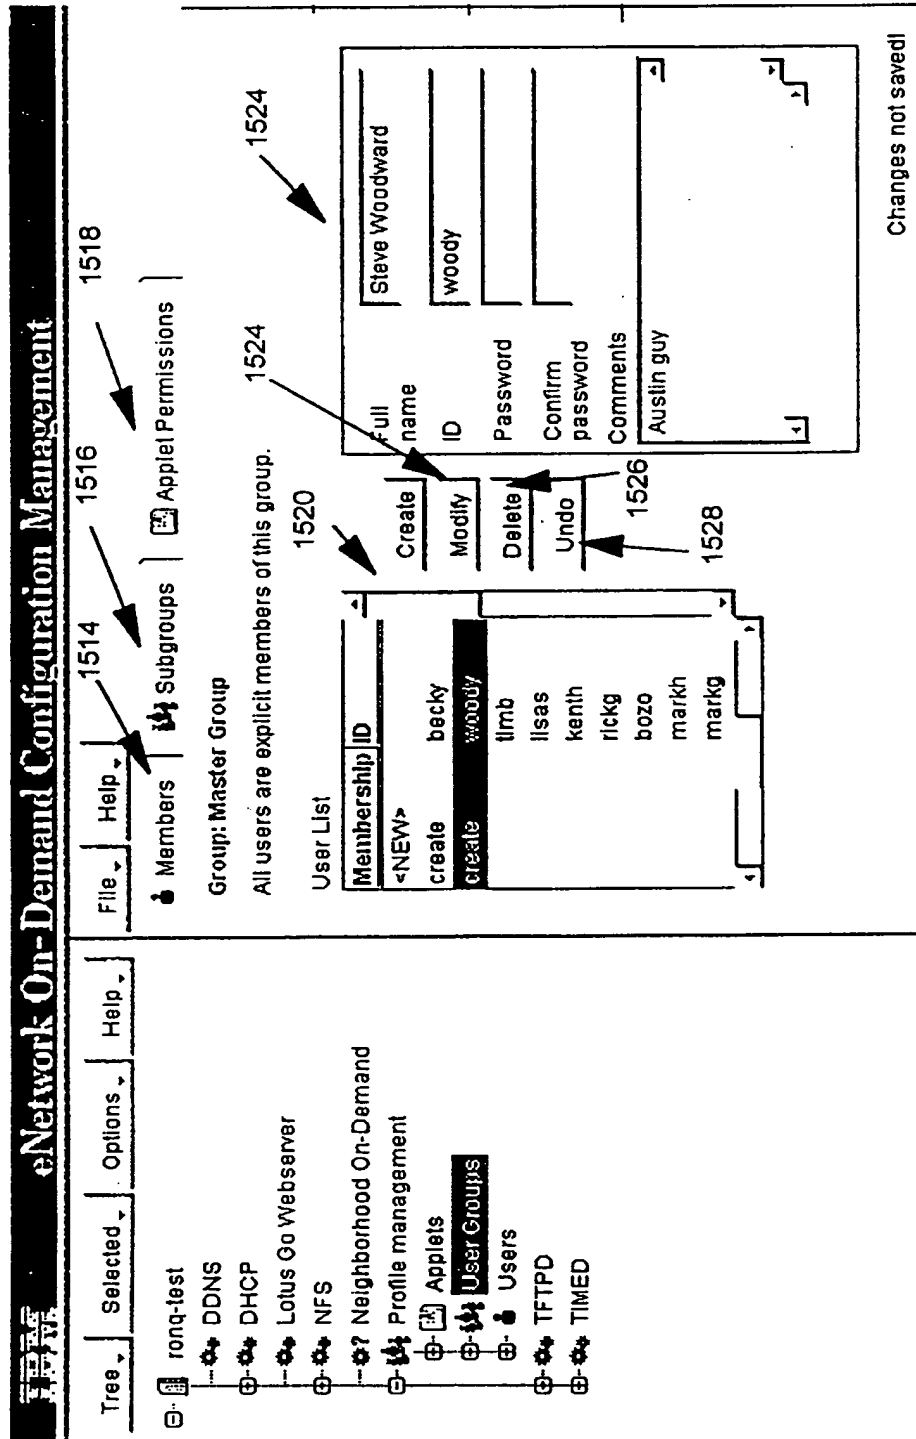 IBM eNetwork On-Demand Configuration Management
Tree Selected Options Help
ronq-test
DDNS
DHCP
Lotus Go Webserver
NFS
? Neighborhood On-Demand
Profile management
Applets
User Groups
Users
TFTPD
TIMED
File Help
1514
1516
1518
Members Subgroups Applet Permissions
Group: Master Group
All users are explicit members of this group.
1520
1524
1524
User List
Membership ID
<NEW>
create becky
create woody
timb
lisas
kenth
rickg
bozo
markh
markg
Create
Modify
Delete
Undo
1526
1528
Full
name
Steve Woodward
ID
woody
Password
Confirm
password
Comments
Austin guy
Changes not saved!